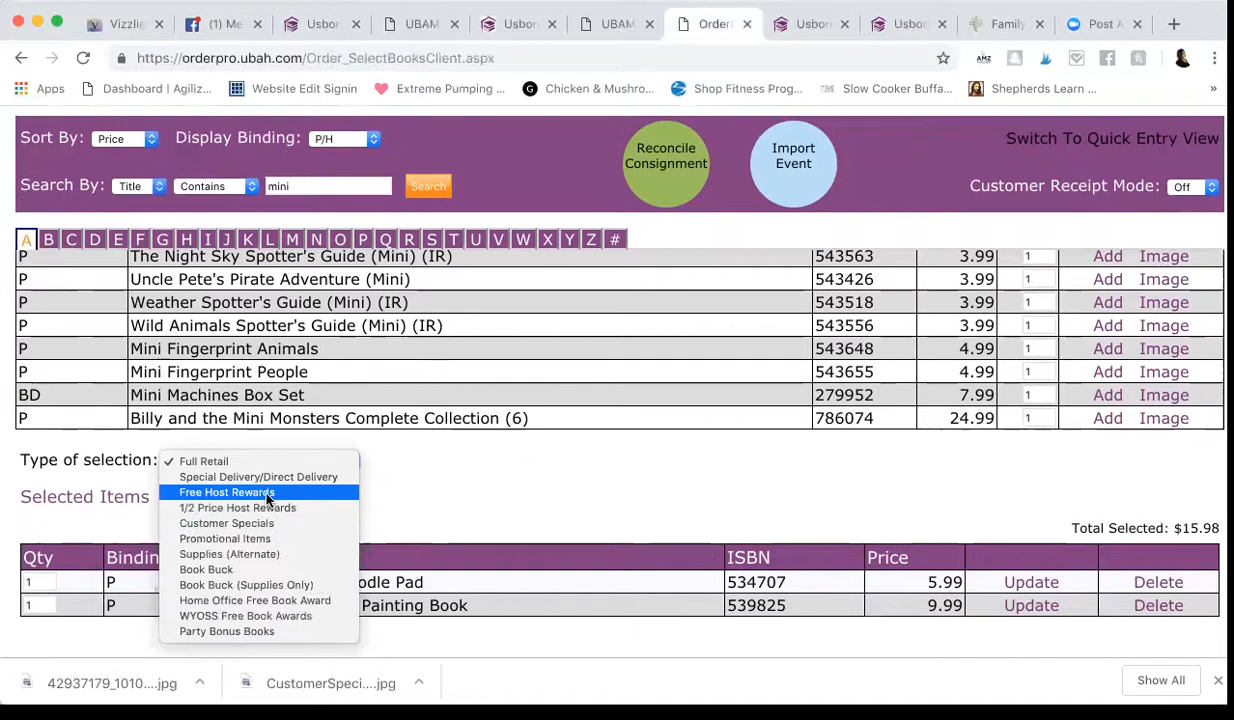 Vizzlie × (1) Me × Usbor × UBAM × Usbor × UBAM × Order × Usbor × Usbor × Family × Post A × +
https://orderpro.ubah.com/Order_SelectBooksClient.aspx
Apps Dashboard | Agiliz... Website Edit Signin Extreme Pumping ... Chicken & Mushro... Shop Fitness Prog... Slow Cooker Buffa... Shepherds Learn ... »
Sort By: Price Display Binding: P/H Reconcile Consignment Import Event Switch To Quick Entry View
Search By: Title Contains mini Search Customer Receipt Mode: Off
A B C D E F G H I J K L M N O P Q R S T U V W X Y Z #
P The Night Sky Spotter's Guide (Mini) (IR) 543563 3.99 1 Add Image
P Uncle Pete's Pirate Adventure (Mini) 543426 3.99 1 Add Image
P Weather Spotter's Guide (Mini) (IR) 543518 3.99 1 Add Image
P Wild Animals Spotter's Guide (Mini) (IR) 543556 3.99 1 Add Image
P Mini Fingerprint Animals 543648 4.99 1 Add Image
P Mini Fingerprint People 543655 4.99 1 Add Image
BD Mini Machines Box Set 279952 7.99 1 Add Image
P Billy and the Mini Monsters Complete Collection (6) 786074 24.99 1 Add Image
Type of selection: ✓ Full Retail
Special Delivery/Direct Delivery
Free Host Rewards
1/2 Price Host Rewards
Customer Specials
Promotional Items
Supplies (Alternate)
Book Buck
Book Buck (Supplies Only)
Home Office Free Book Award
WYOSS Free Book Awards
Party Bonus Books
Selected Items
Total Selected: $15.98
Qty Bindin ISBN Price
1 P oodle Pad 534707 5.99 Update Delete
1 P Painting Book 539825 9.99 Update Delete
42937179_1010....jpg CustomerSpeci....jpg Show All ×